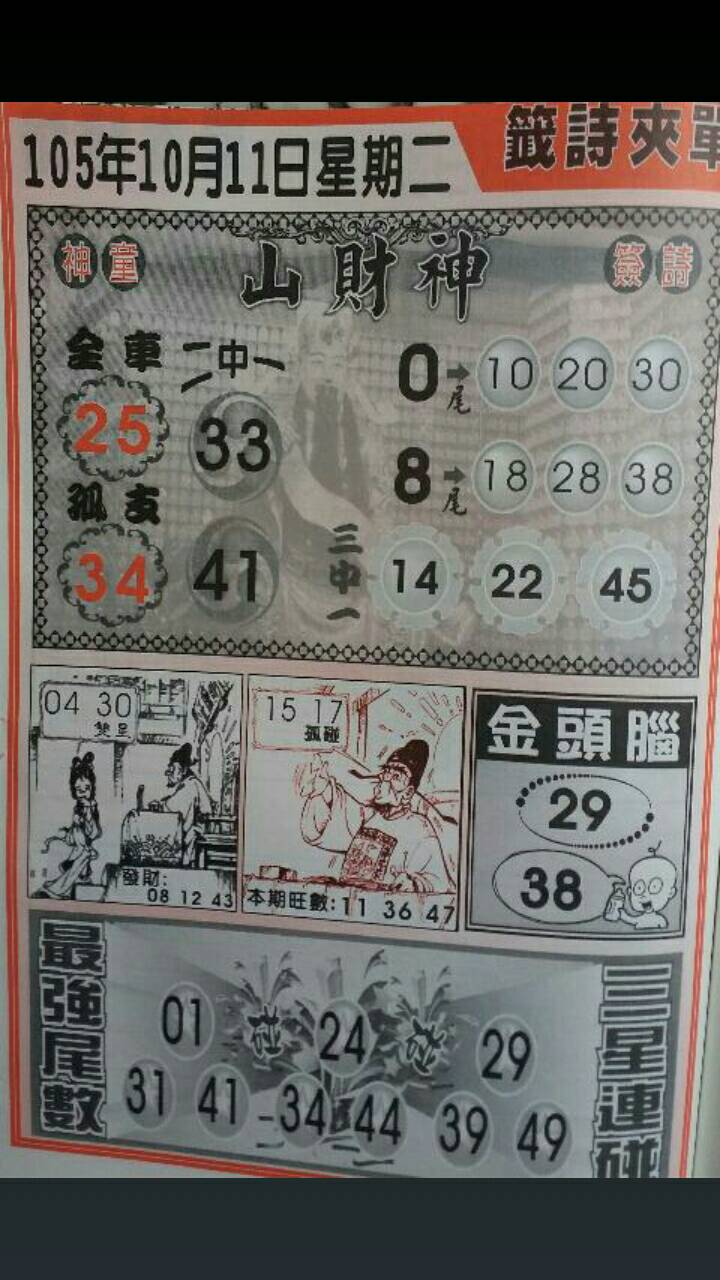 105年10月11日星期二
籤詩夾單
神童
山財神
簽詩
全車
二中一
25
33
0→尾 10 20 30
8→尾 18 28 38
孤支
34
41
三中一
14 22 45
04 30
雙星
發財:
08 12 43
15 17
孤碰
本期旺數:11 36 47
金頭腦
29
38
最強尾數
01 碰 24 碰 29
31 41 34 44 39 49
三星連碰